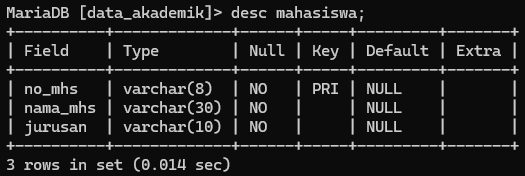 MariaDB [data_akademik]> desc mahasiswa;
+----------+-------------+------+-----+---------+-------+
| Field    | Type        | Null | Key | Default | Extra |
+----------+-------------+------+-----+---------+-------+
| no_mhs   | varchar(8)  | NO   | PRI | NULL    |       |
| nama_mhs | varchar(30) | NO   |     | NULL    |       |
| jurusan  | varchar(10) | NO   |     | NULL    |       |
+----------+-------------+------+-----+---------+-------+
3 rows in set (0.014 sec)